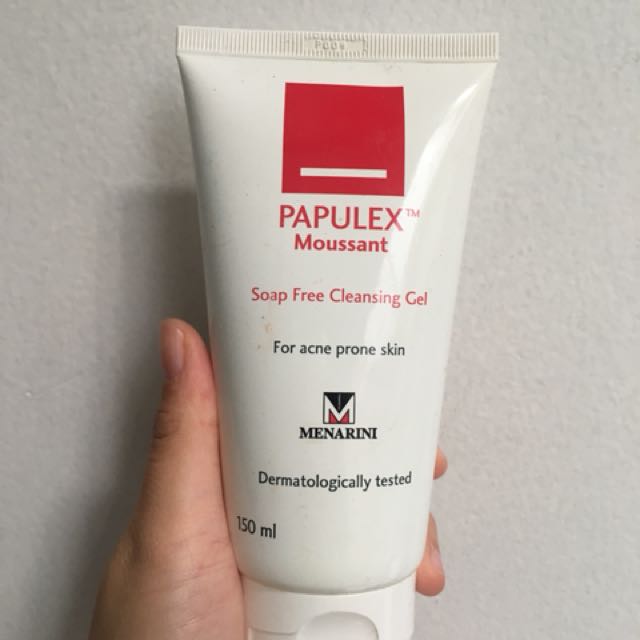 PAPULEX™
Moussant
Soap Free Cleansing Gel
For acne prone skin
MENARINI
Dermatologically tested
150 ml